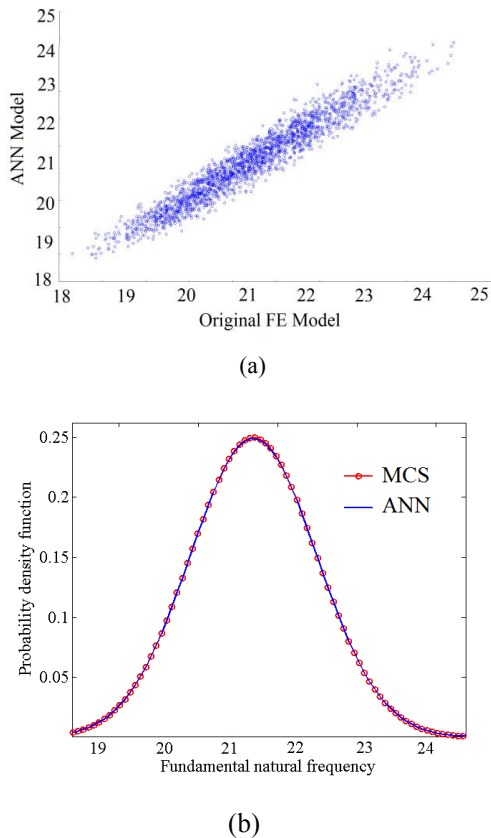 25
24
23
22
21
20
19
18
ANN Model
18 19 20 21 22 23 24 25
Original FE Model
(a)
0.25
0.2
0.15
0.1
0.05
Probability density function
MCS
ANN
19 20 21 22 23 24
Fundamental natural frequency
(b)